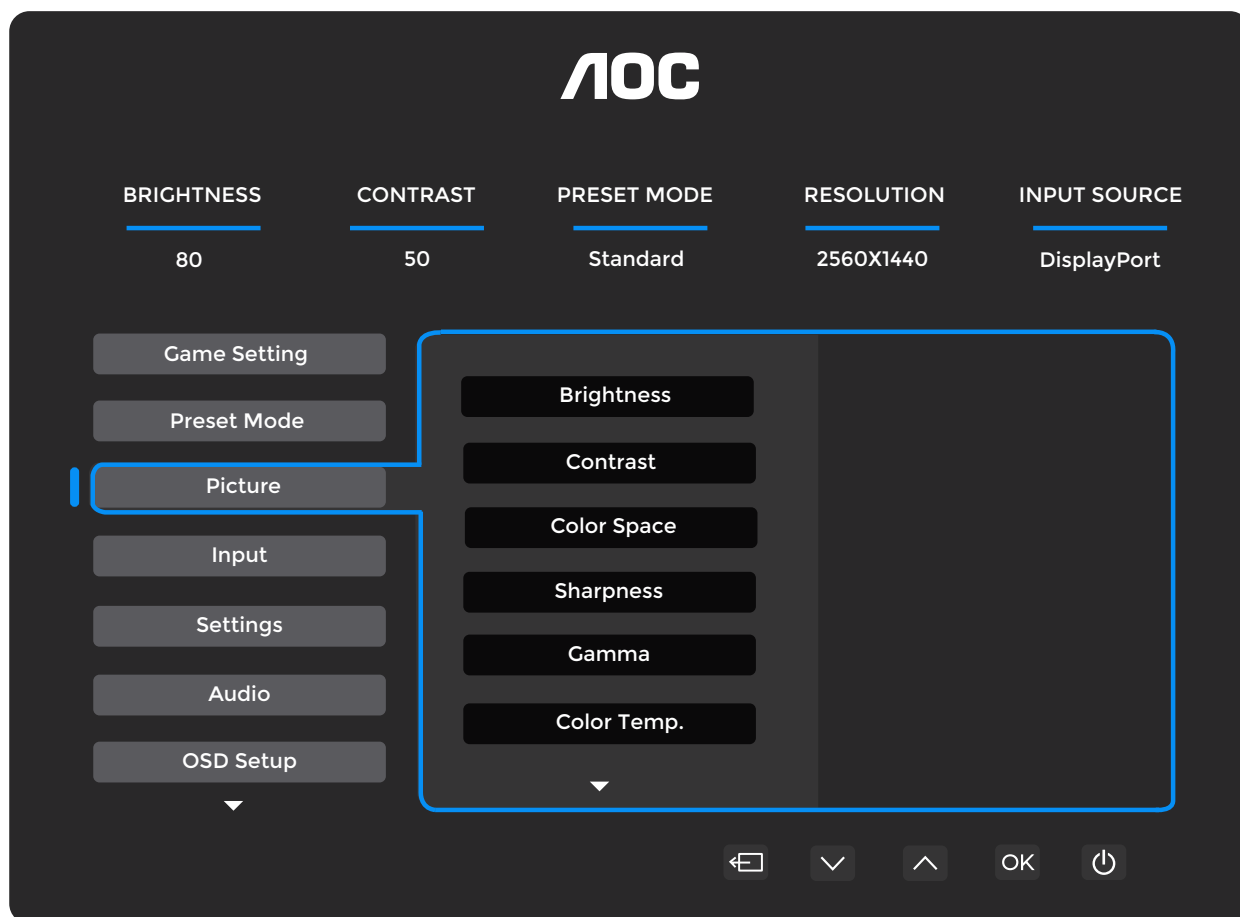 AOC
BRIGHTNESS CONTRAST PRESET MODE RESOLUTION INPUT SOURCE
80 50 Standard 2560X1440 DisplayPort
Game Setting
Preset Mode
Picture
Input
Settings
Audio
OSD Setup
Brightness
Contrast
Color Space
Sharpness
Gamma
Color Temp.
OK